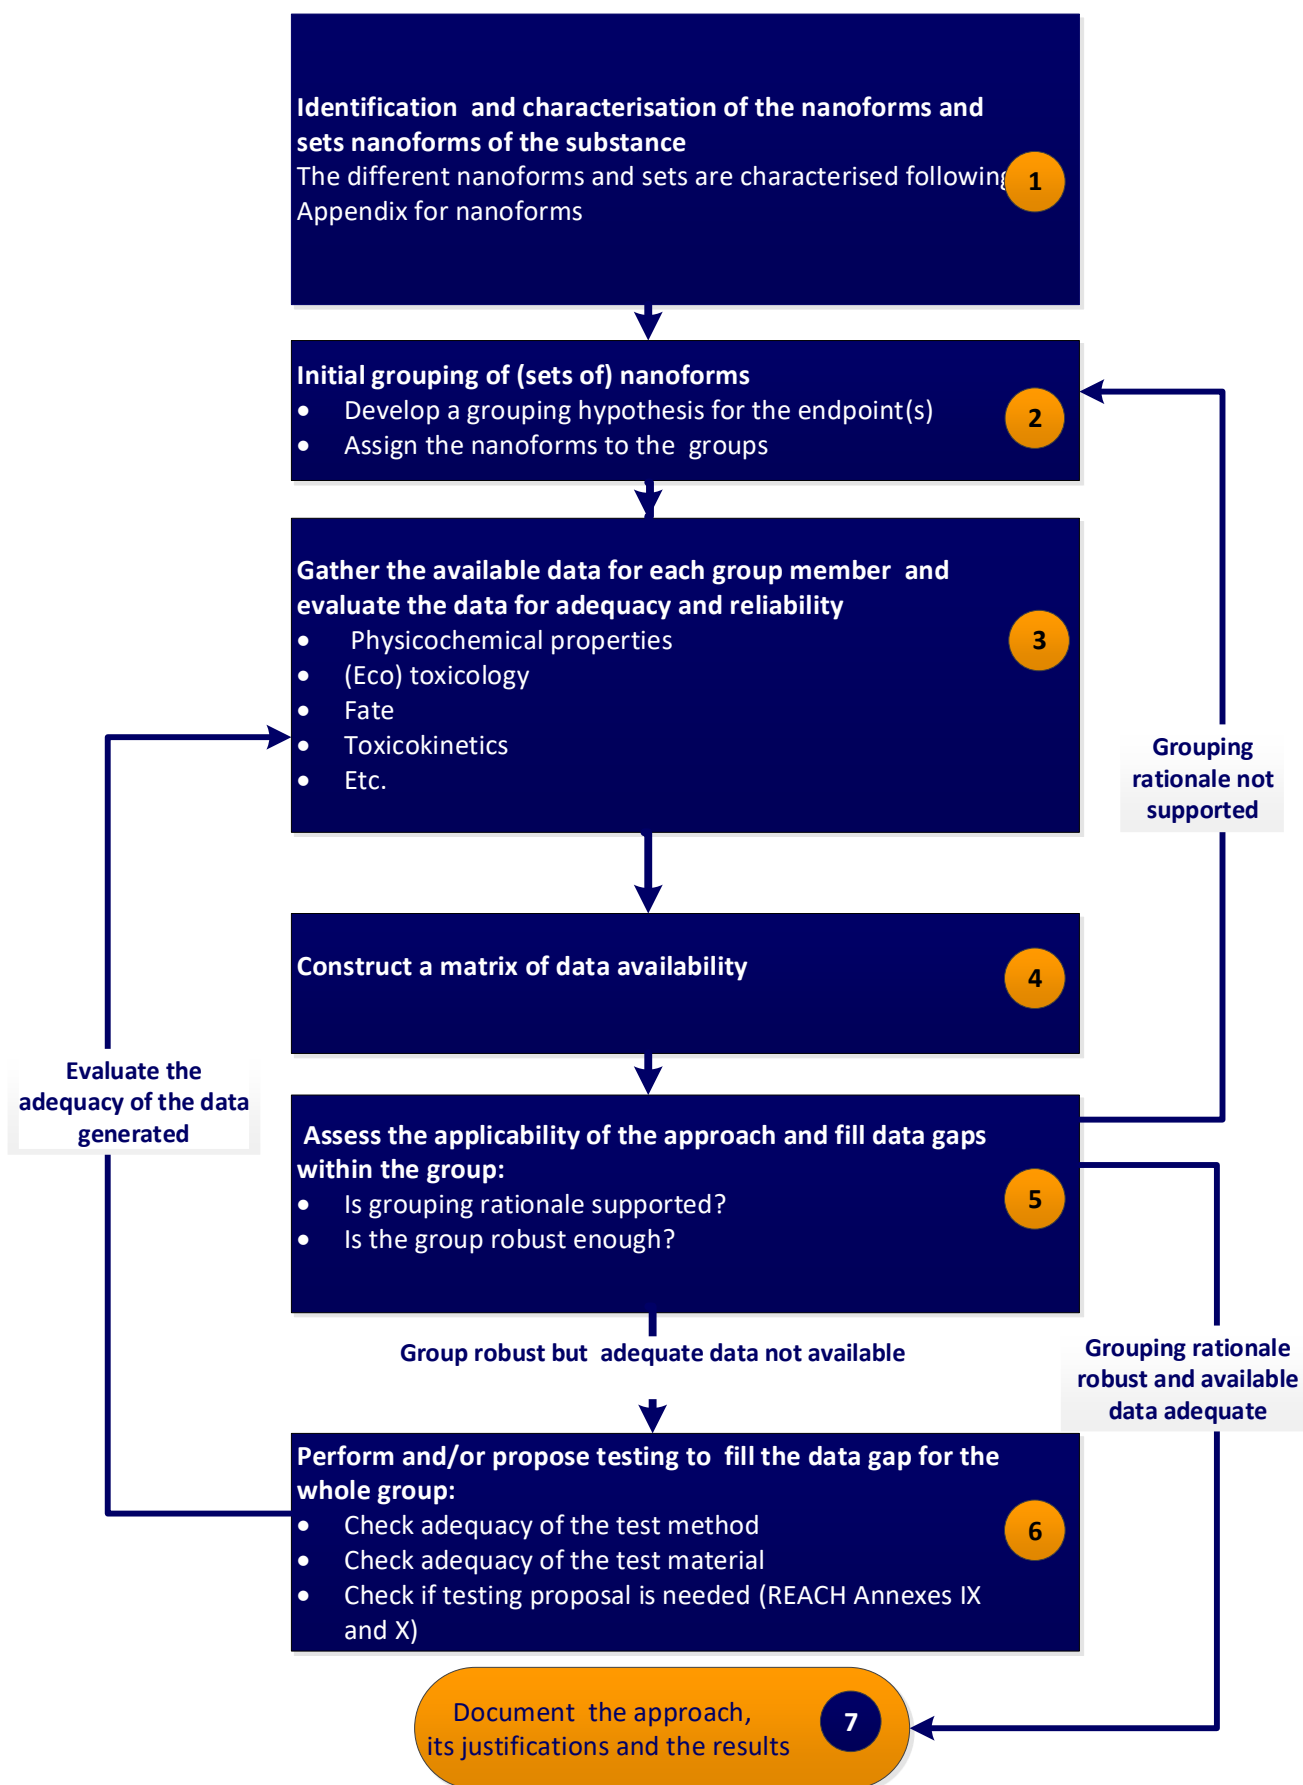 Identification and characterisation of the nanoforms and
sets nanoforms of the substance
The different nanoforms and sets are characterised following
Appendix for nanoforms
1
Initial grouping of (sets of) nanoforms
• Develop a grouping hypothesis for the endpoint(s)
• Assign the nanoforms to the groups
2
Gather the available data for each group member and
evaluate the data for adequacy and reliability
• Physicochemical properties
• (Eco) toxicology
• Fate
• Toxicokinetics
• Etc.
3
Grouping
rationale not
supported
Construct a matrix of data availability
4
Evaluate the
adequacy of the data
generated
Assess the applicability of the approach and fill data gaps
within the group:
• Is grouping rationale supported?
• Is the group robust enough?
5
Group robust but adequate data not available
Grouping rationale
robust and available
data adequate
Perform and/or propose testing to fill the data gap for the
whole group:
• Check adequacy of the test method
• Check adequacy of the test material
• Check if testing proposal is needed (REACH Annexes IX
and X)
6
Document the approach,
its justifications and the results
7